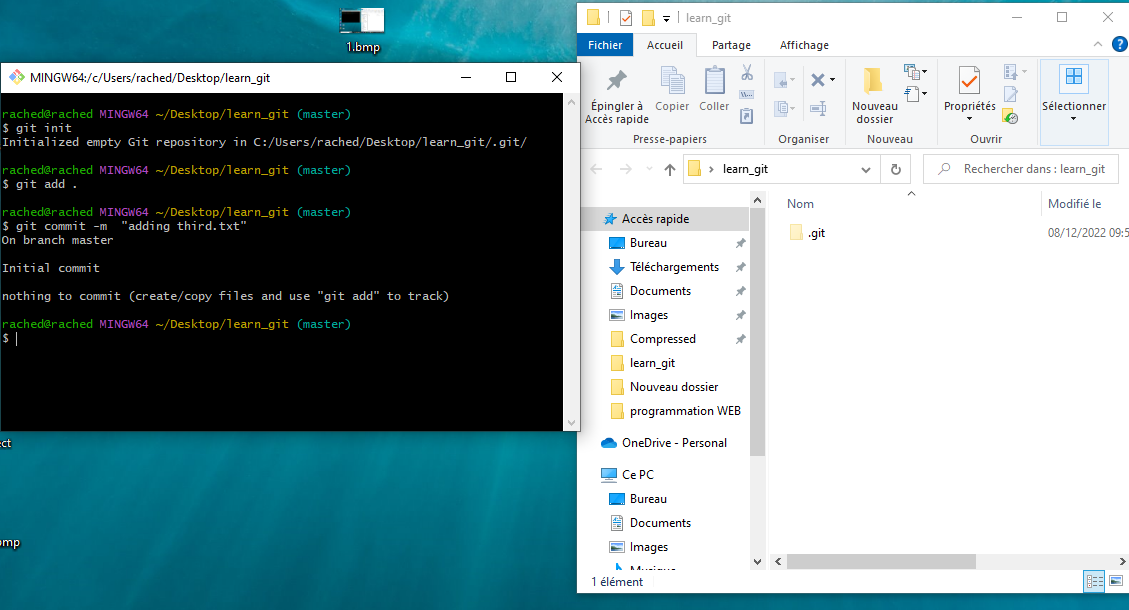 1.bmp
MINGW64:/c/Users/rached/Desktop/learn_git
rached@rached MINGW64 ~/Desktop/learn_git (master)
$ git init
Initialized empty Git repository in C:/Users/rached/Desktop/learn_git/.git/
rached@rached MINGW64 ~/Desktop/learn_git (master)
$ git add .
rached@rached MINGW64 ~/Desktop/learn_git (master)
$ git commit -m  "adding third.txt"
On branch master
Initial commit
nothing to commit (create/copy files and use "git add" to track)
rached@rached MINGW64 ~/Desktop/learn_git (master)
$
ect
bmp
learn_git
Fichier Accueil Partage Affichage
Épingler à Accès rapide
Copier
Coller
Nouveau dossier
Propriétés
Sélectionner
Presse-papiers Organiser Nouveau Ouvrir
learn_git
Rechercher dans : learn_git
Nom Modifié le
.git 08/12/2022 09:5
Accès rapide
Bureau
Téléchargements
Documents
Images
Compressed
learn_git
Nouveau dossier
programmation WEB
OneDrive - Personal
Ce PC
Bureau
Documents
Images
Musique
1 élément